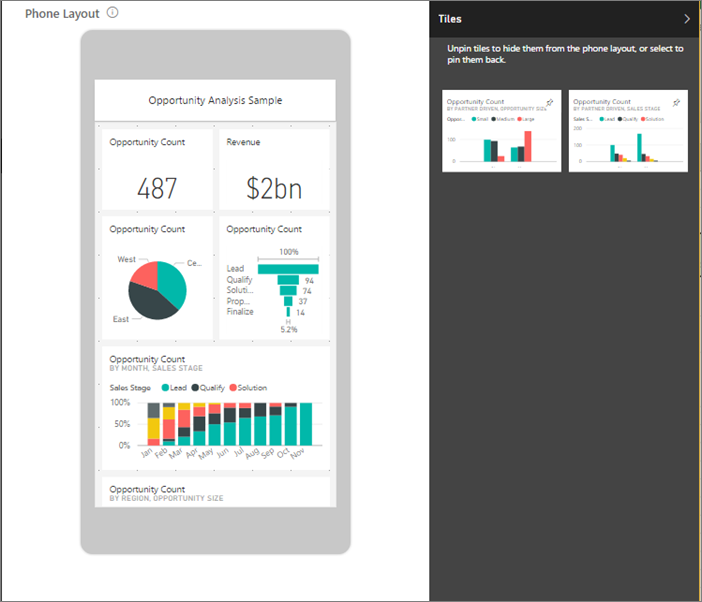 Phone Layout
Opportunity Analysis Sample
Opportunity Count
487
Revenue
$2bn
Opportunity Count
West
Ce...
East
Opportunity Count
100%
Lead
Qualify 94
Soluti... 74
Prop... 37
Finalize 14
5.2%
Opportunity Count
BY MONTH, SALES STAGE
Sales Stage Lead Qualify Solution
100%
50%
0%
Jan Feb Mar Apr May Jun Jul Aug Sep Oct Nov
Opportunity Count
BY REGION, OPPORTUNITY SIZE
Tiles
Unpin tiles to hide them from the phone layout, or select to
pin them back.
Opportunity Count
BY PARTNER DRIVEN, OPPORTUNITY SIZE
Oppor... Small Medium Large
100
0
Opportunity Count
BY PARTNER DRIVEN, SALES STAGE
Sales S... Lead Qualify Solution
200
100
0